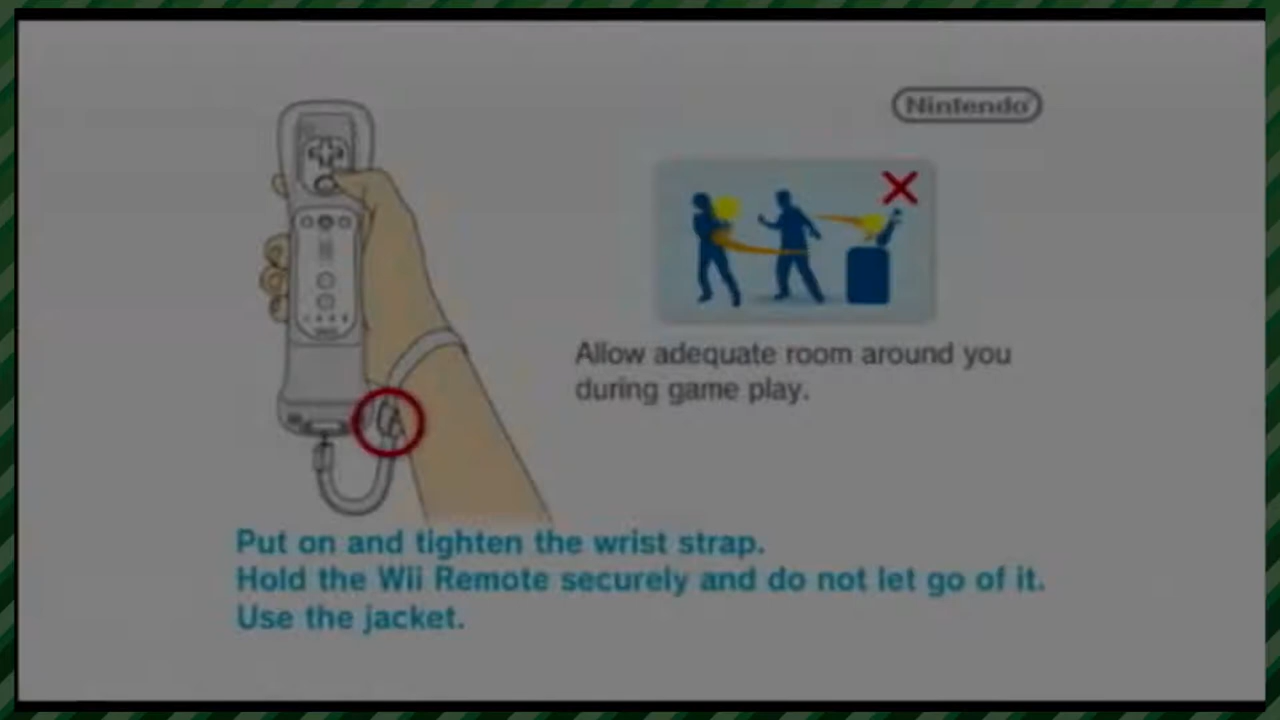 Nintendo
Allow adequate room around you
during game play.
Put on and tighten the wrist strap.
Hold the Wii Remote securely and do not let go of it.
Use the jacket.